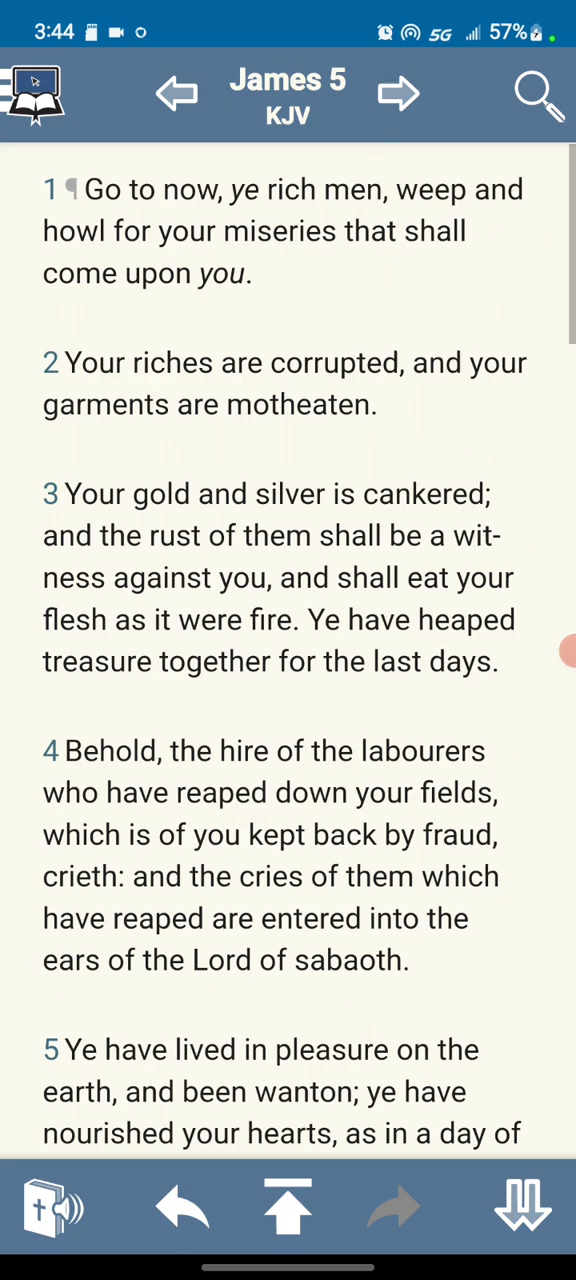 3:44
5G 57%
James 5
KJV
1 ¶ Go to now, ye rich men, weep and
howl for your miseries that shall
come upon you.
2 Your riches are corrupted, and your
garments are motheaten.
3 Your gold and silver is cankered;
and the rust of them shall be a wit-
ness against you, and shall eat your
flesh as it were fire. Ye have heaped
treasure together for the last days.
4 Behold, the hire of the labourers
who have reaped down your fields,
which is of you kept back by fraud,
crieth: and the cries of them which
have reaped are entered into the
ears of the Lord of sabaoth.
5 Ye have lived in pleasure on the
earth, and been wanton; ye have
nourished your hearts, as in a day of